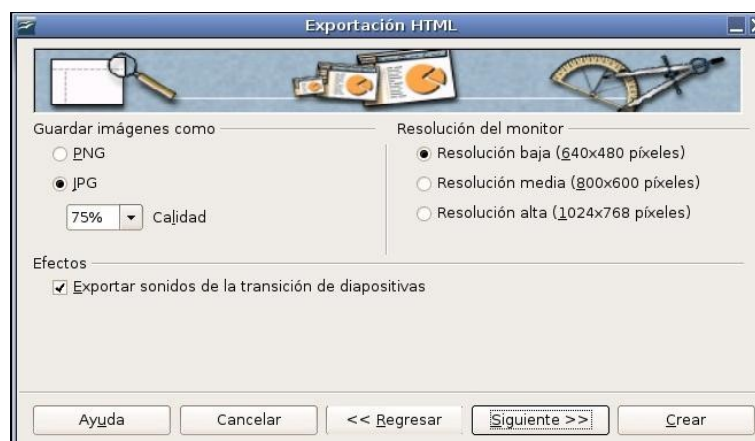 Exportación HTML
Guardar imágenes como
PNG
JPG
75% Calidad
Resolución del monitor
Resolución baja (640x480 píxeles)
Resolución media (800x600 píxeles)
Resolución alta (1024x768 píxeles)
Efectos
Exportar sonidos de la transición de diapositivas
Ayuda Cancelar << Regresar Siguiente >> Crear